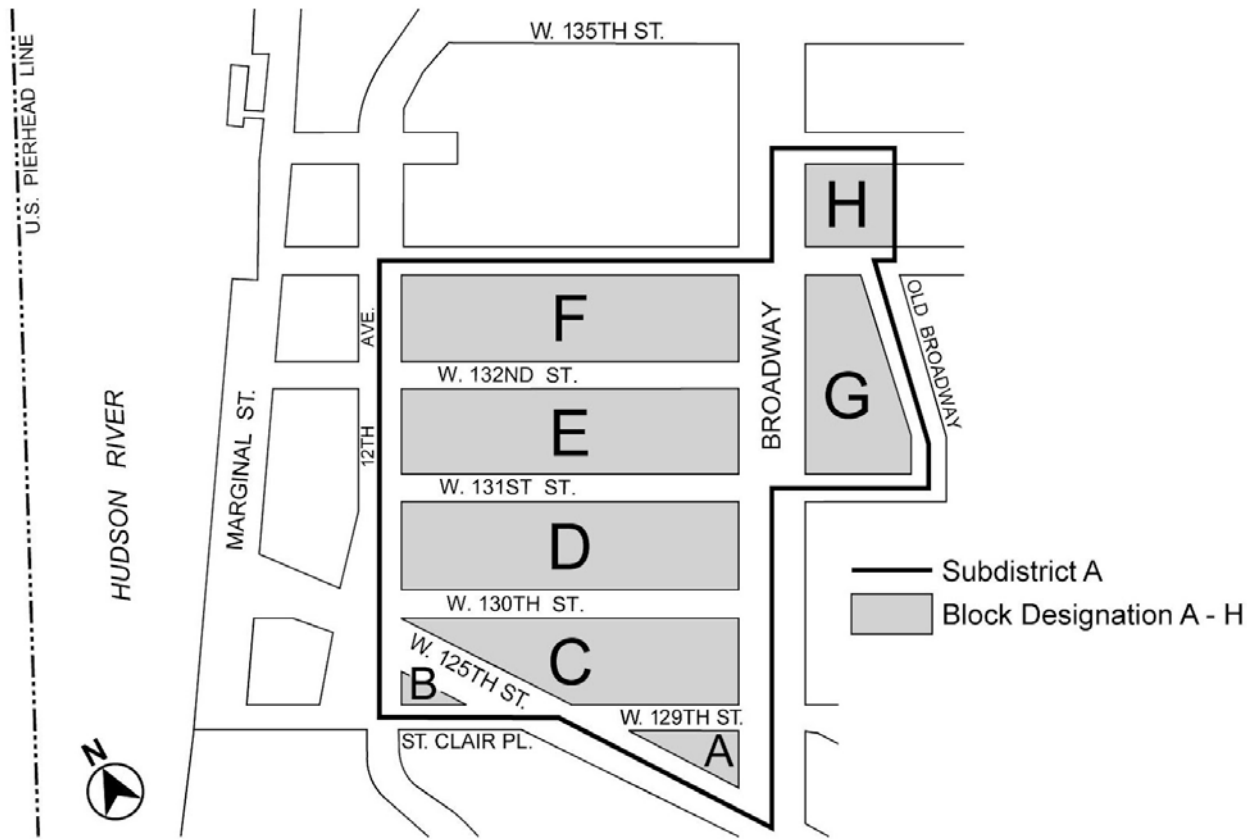 W. 135TH ST.
U.S. PIERHEAD LINE
H
F
BROADWAY
OLD BROADWAY
AVE.
W. 132ND ST.
G
E
12TH
HUDSON RIVER
MARGINAL ST.
W. 131ST ST.
D
Subdistrict A
W. 130TH ST.
Block Designation A - H
C
W. 125TH ST.
B
W. 129TH ST.
ST. CLAIR PL.
A
N